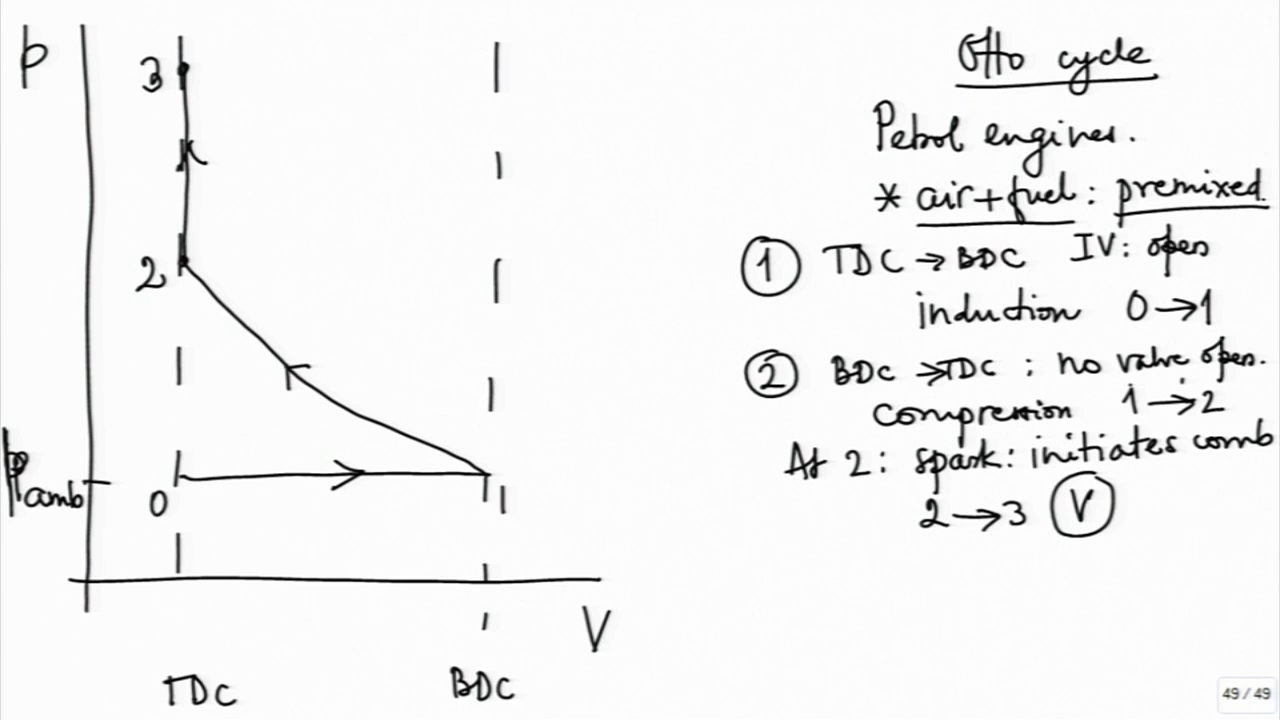 p
3
2
Pamb
0
1
V
TDC
BDC
Otto cycle
Petrol engines.
* air+fuel: premixed.
① TDC → BDC IV: open
induction 0→1
② BDC → TDC : no valve open.
Compression 1→2
At 2: spark: initiates comb
2→3 Ⓥ
49 / 49